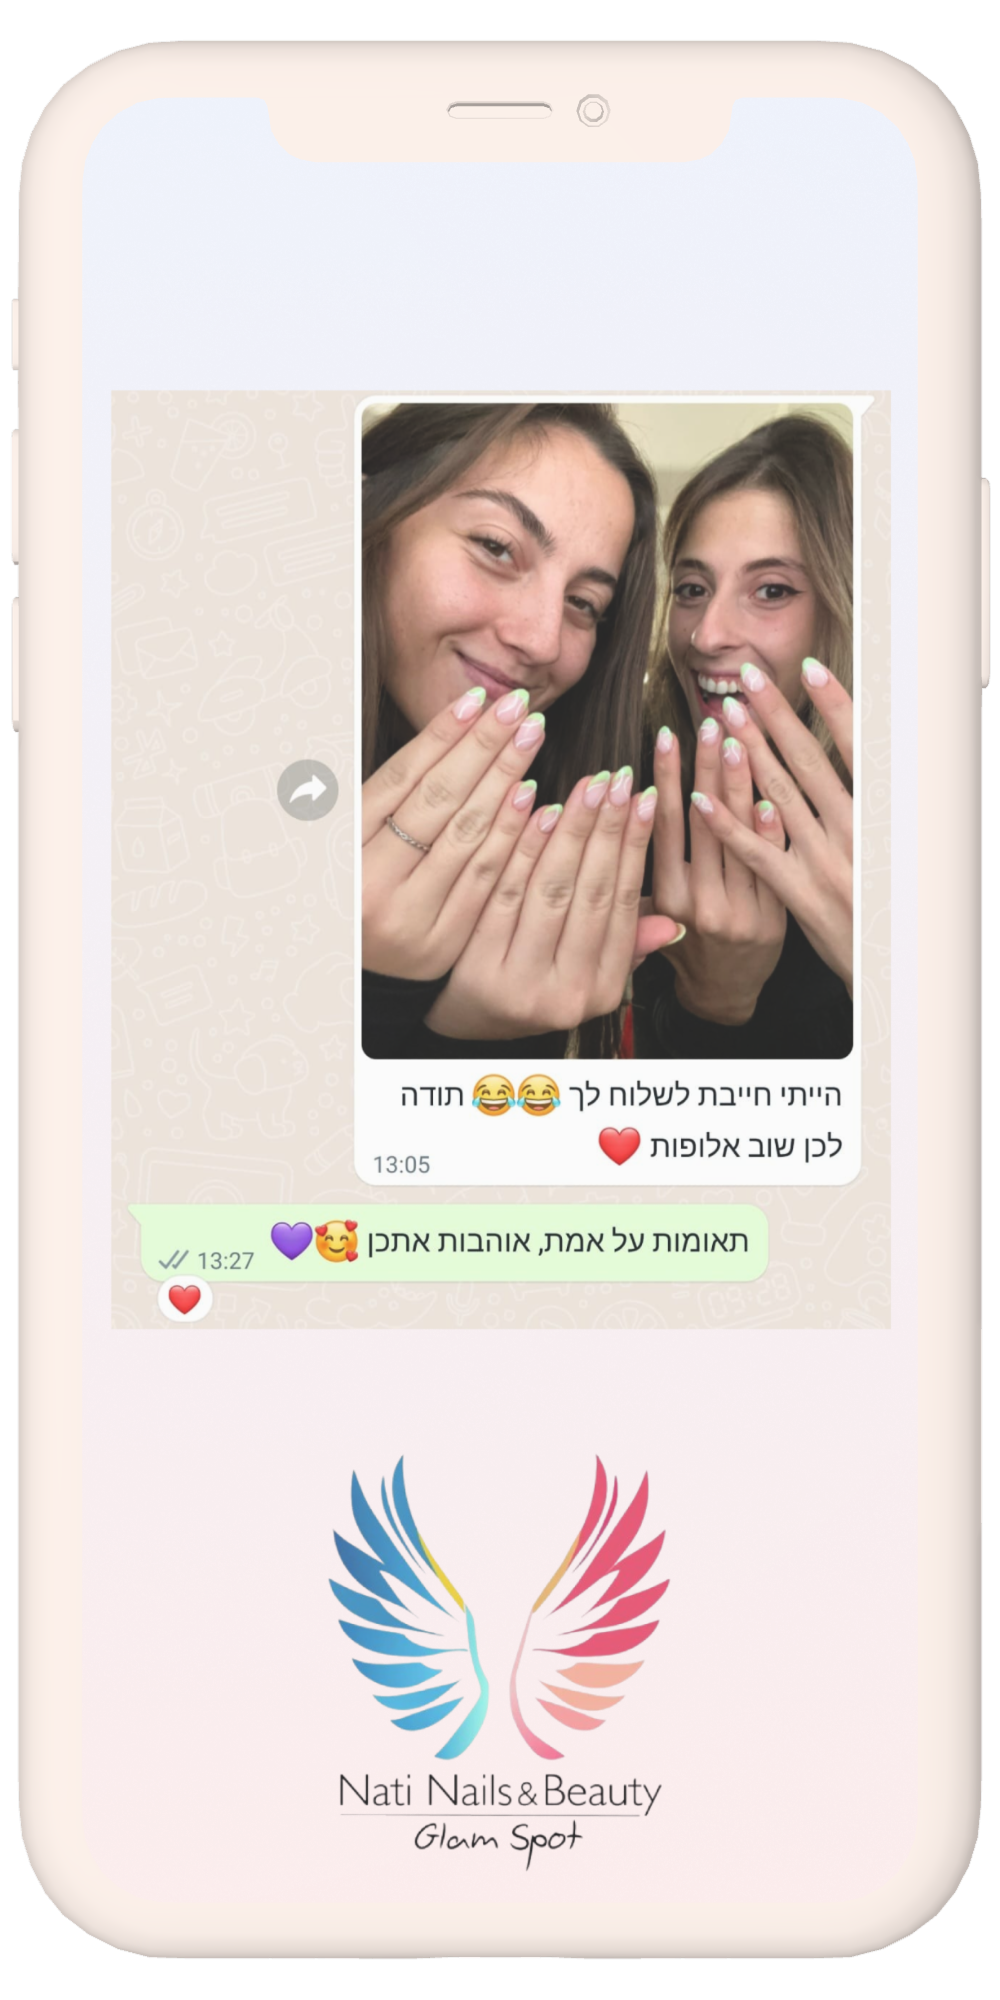 הייתי חייבת לשלוח לך 😂😂 תודה
לכן שוב אלופות ❤️
13:05
תאומות על אמת, אוהבות אתכן 🥰💜
13:27
Nati Nails & Beauty
Glam Spot